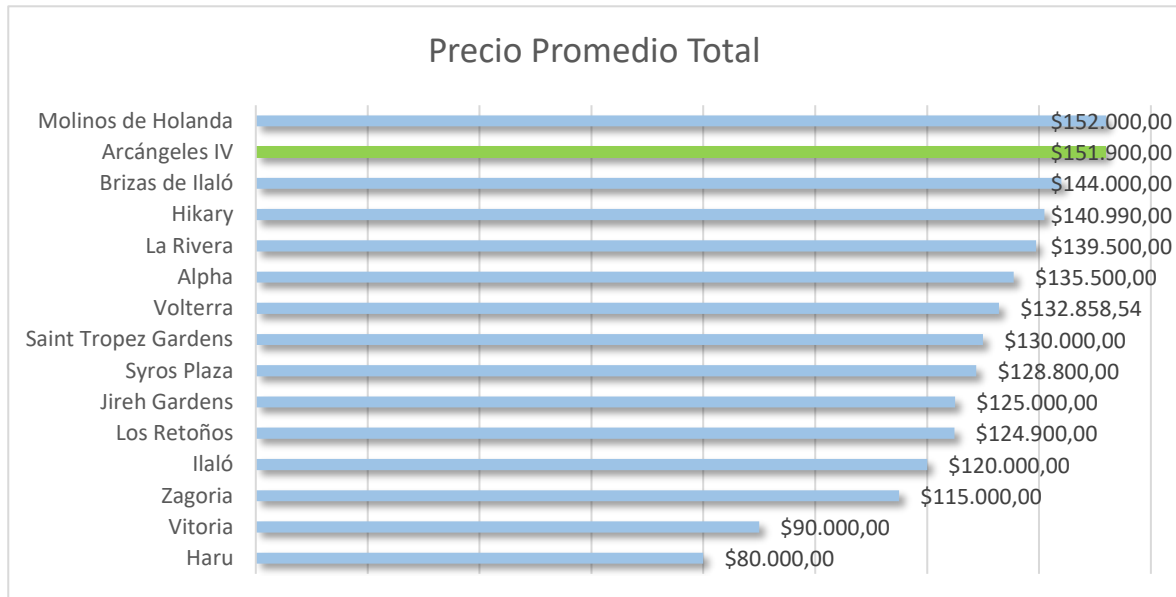 Precio Promedio Total
Molinos de Holanda $152.000,00
Arcángeles IV $151.900,00
Brizas de Ilaló $144.000,00
Hikary $140.990,00
La Rivera $139.500,00
Alpha $135.500,00
Volterra $132.858,54
Saint Tropez Gardens $130.000,00
Syros Plaza $128.800,00
Jireh Gardens $125.000,00
Los Retoños $124.900,00
Ilaló $120.000,00
Zagoria $115.000,00
Vitoria $90.000,00
Haru $80.000,00